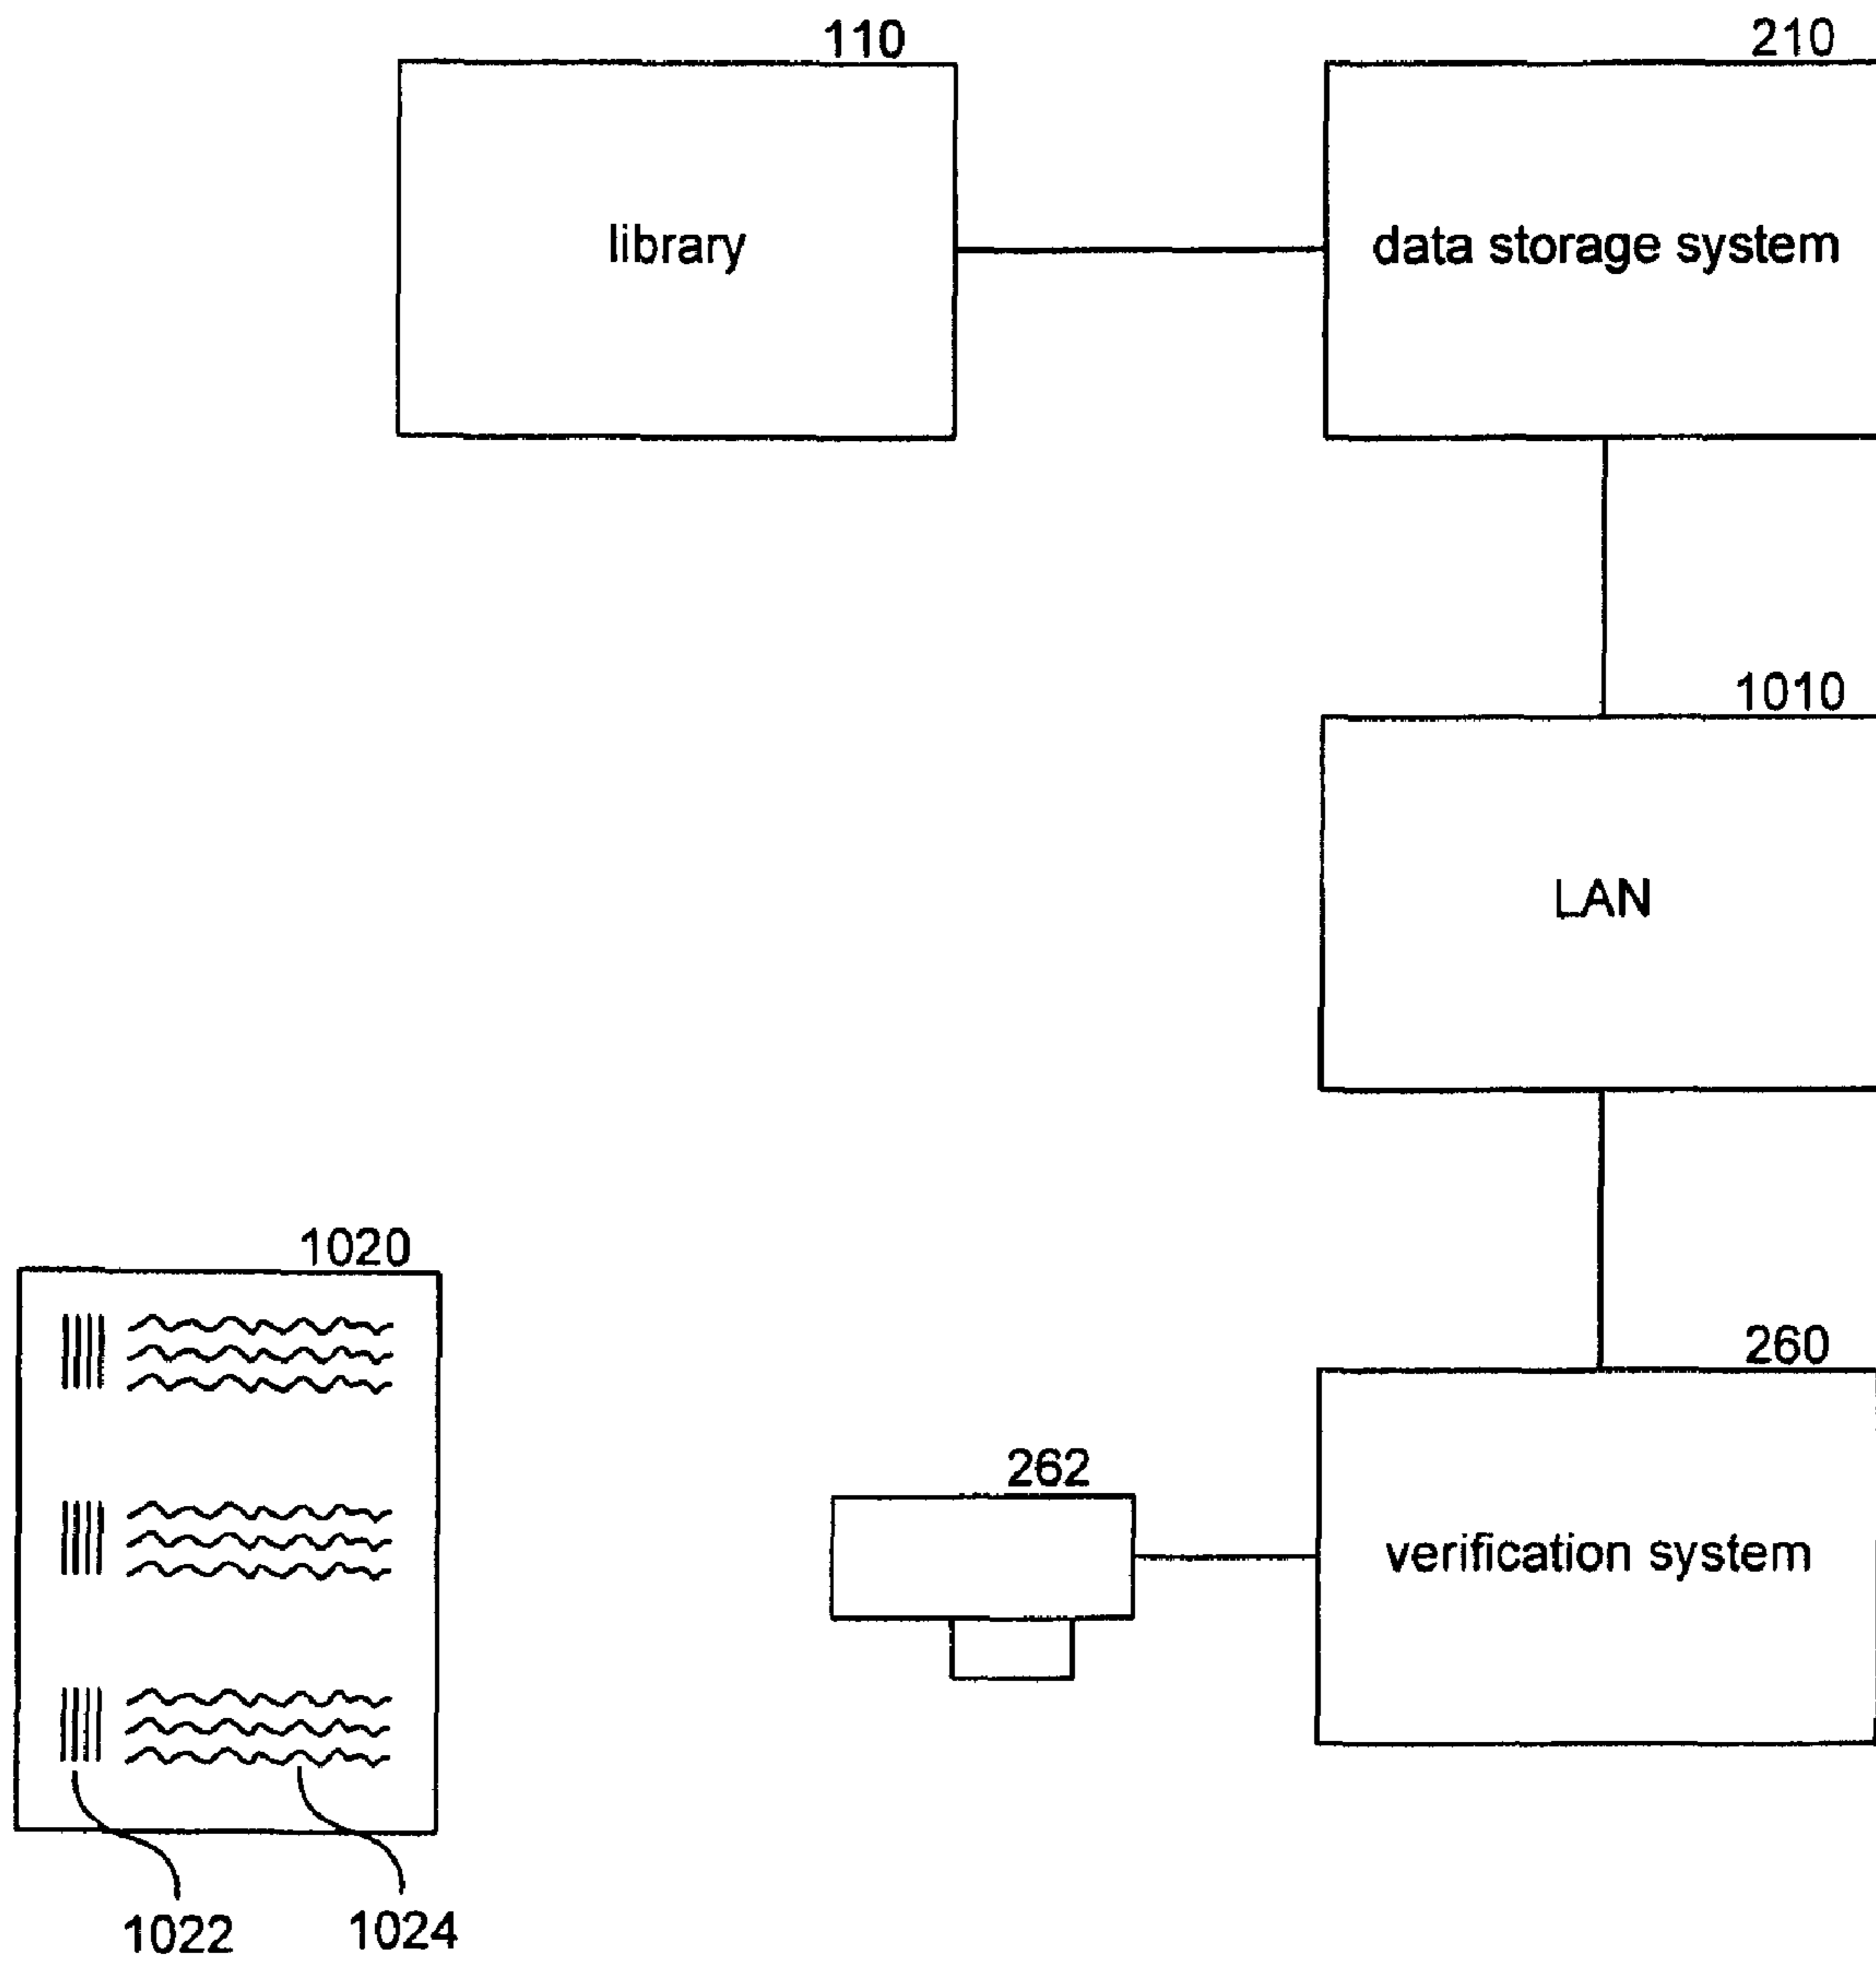 110
210
library
data storage system
1010
LAN
1020
260
262
verification system
1022
1024